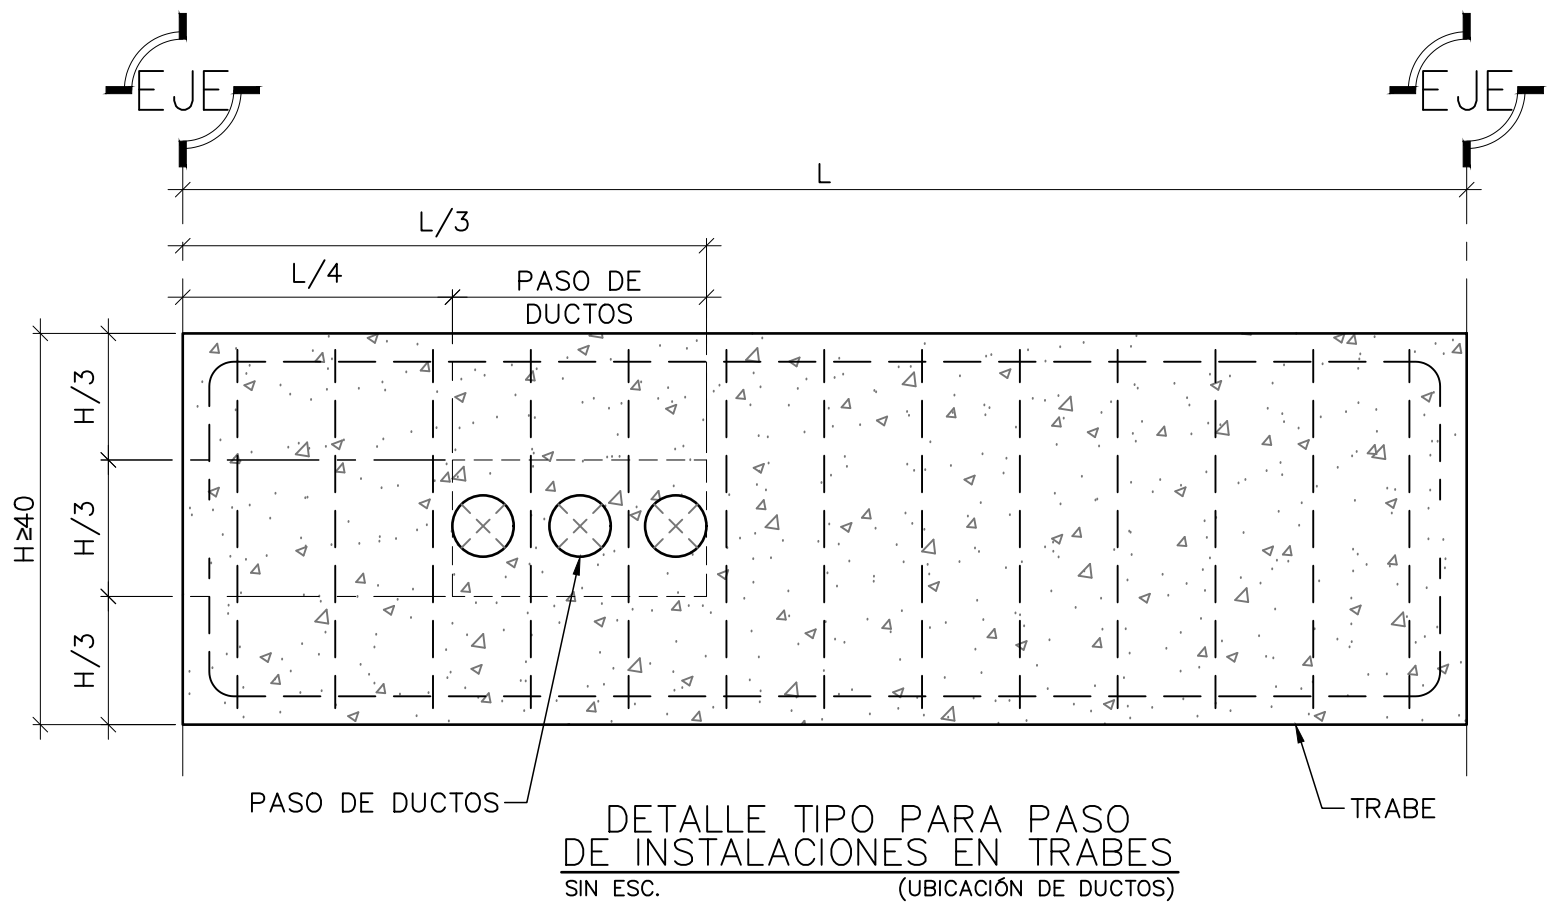 EJE
EJE
L
L/3
L/4
PASO DE
DUCTOS
H/3
H/3
H≥40
H/3
PASO DE DUCTOS
TRABE
DETALLE TIPO PARA PASO
DE INSTALACIONES EN TRABES
SIN ESC. (UBICACIÓN DE DUCTOS)